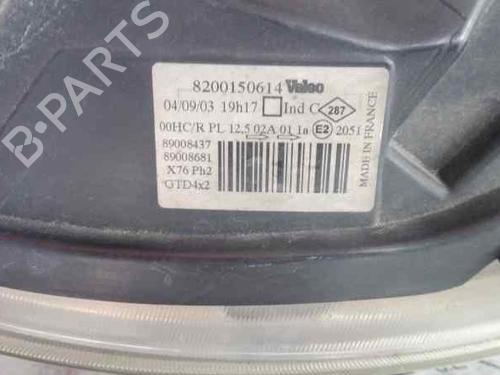 8200150614 Valeo
04/09/03 19h17 Ind C 287
00HC/R PL 12.5 02A 01 1a E2 2051
89008437
89008681
X76 Ph2
GTD4x2
MADE IN FRANCE
B-PARTS